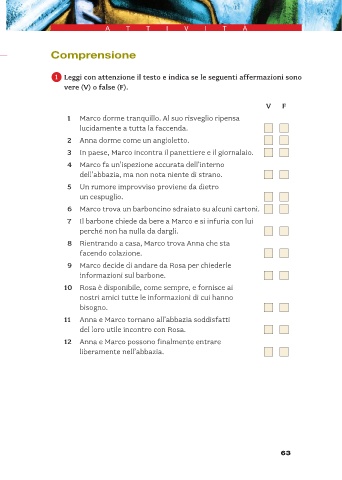 ATTIVITÀ
Comprensione
1 Leggi con attenzione il testo e indica se le seguenti affermazioni sono
vere (V) o false (F).
V F
1 Marco dorme tranquillo. Al suo risveglio ripensa
lucidamente a tutta la faccenda.
2 Anna dorme come un angioletto.
3 In paese, Marco incontra il panettiere e il giornalaio.
4 Marco fa un'ispezione accurata dell'interno
dell'abbazia, ma non nota niente di strano.
5 Un rumore improvviso proviene da dietro
un cespuglio.
6 Marco trova un barboncino sdraiato su alcuni cartoni.
7 Il barbone chiede da bere a Marco e si infuria con lui
perché non ha nulla da dargli.
8 Rientrando a casa, Marco trova Anna che sta
facendo colazione.
9 Marco decide di andare da Rosa per chiederle
informazioni sul barbone.
10 Rosa è disponibile, come sempre, e fornisce ai
nostri amici tutte le informazioni di cui hanno
bisogno.
11 Anna e Marco tornano all'abbazia soddisfatti
del loro utile incontro con Rosa.
12 Anna e Marco possono finalmente entrare
liberamente nell'abbazia.
63